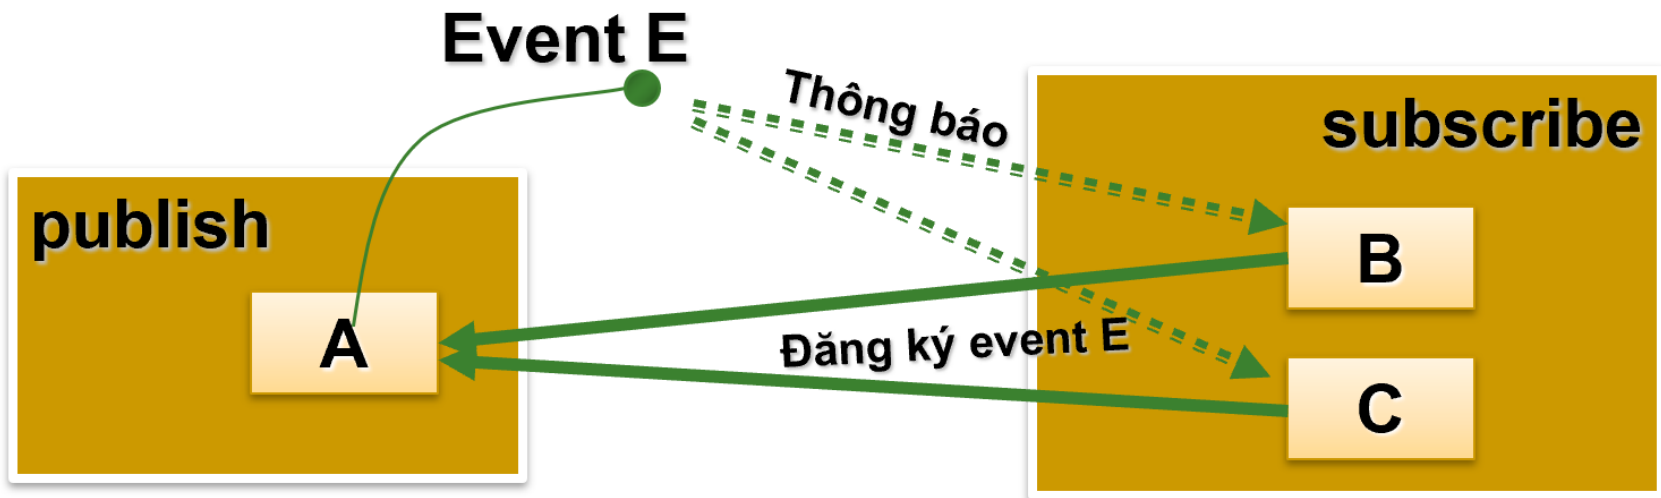 Event E
Thông báo
subscribe
publish
B
A
Đăng ký event E
C